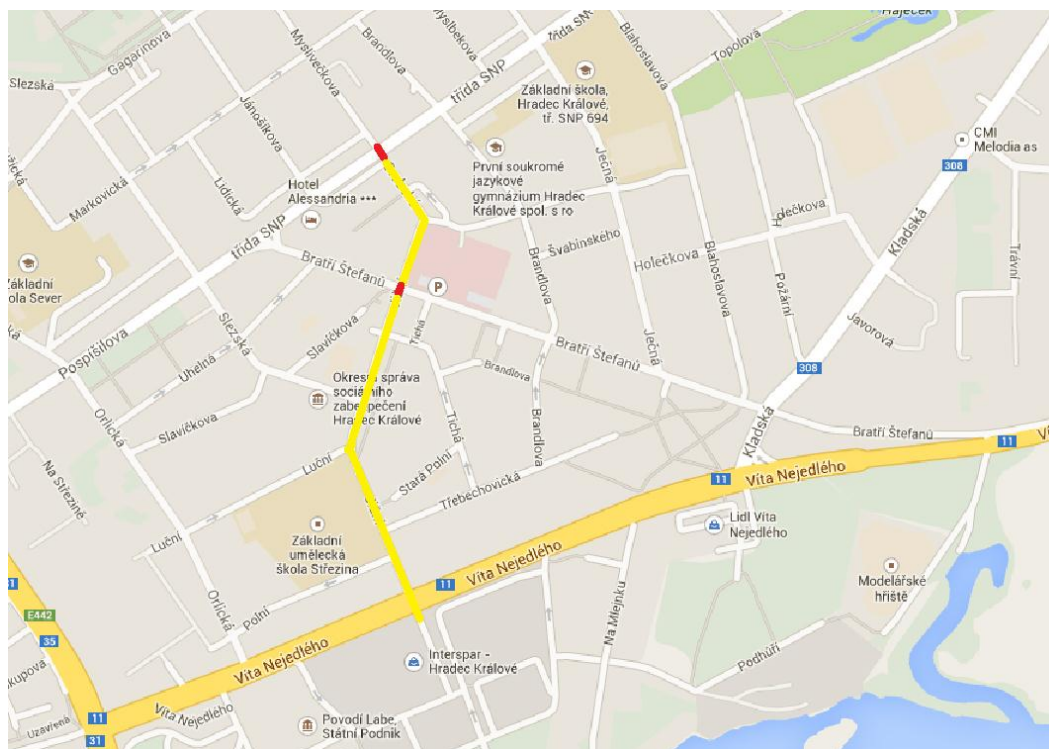 Háječek
Slezská
Gagarinova
Myslivečkova
Brandlova
Myslbekova
třída SNP
Blahoslavova
Topolová
Základní škola,
Hradec Králové,
tř. SNP 694
CMI
Melodia as
308
Jánošíkova
Markovická
Lidická
Hotel
Alessandria ***
První soukromé
jazykové
gymnázium Hradec
Králové spol. s ro
Ječná
Kladská
Holečkova
třída SNP
Základní
ola Sever
Bratří Štefanů
P
Švabinského
Brandlova
Holečkova
Blahoslavova
Požární
Trávní
Pospíšilova
Uhelná
Slezská
Slavíčkova
Tichá
Ječná
Javorová
Bratří Štefanů
308
Brandlova
Orlická
Slavíčkova
Okresní správa
sociálního
zabezpečení
Hradec Králové
Tichá
Brandlova
Kladská
Bratří Štefanů
11
Na Střezině
Luční
Stará Polní
Třebechovická
11
Víta Nejedlého
Luční
Základní
umělecká
škola Střezina
Lidl Víta
Nejedlého
Modelářské
hřiště
11
Víta Nejedlého
Orlická
Polní
E442
35
Na Mlejnku
Víta Nejedlého
Interspar -
Hradec Králové
Podhůří
11
31
Uzavřená
Víta Nejedlého
Povodí Labe,
Státní Podnik